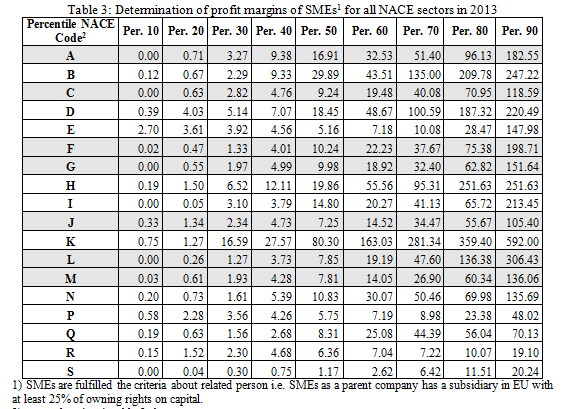 Table 3: Determination of profit margins of SMEs¹ for all NACE sectors in 2013
Percentile NACE Code² Per. 10 Per. 20 Per. 30 Per. 40 Per. 50 Per. 60 Per. 70 Per. 80 Per. 90
A 0.00 0.71 3.27 9.38 16.91 32.53 51.40 96.13 182.55
B 0.12 0.67 2.29 9.33 29.89 43.51 135.00 209.78 247.22
C 0.00 0.63 2.82 4.76 9.24 19.48 40.08 70.95 118.59
D 0.39 4.03 5.14 7.07 18.45 48.67 100.59 187.32 220.49
E 2.70 3.61 3.92 4.56 5.16 7.18 10.08 28.47 147.98
F 0.02 0.47 1.33 4.01 10.24 22.23 37.67 75.38 198.71
G 0.00 0.55 1.97 4.99 9.98 18.92 32.40 62.82 151.64
H 0.19 1.50 6.52 12.11 19.86 55.56 95.31 251.63 251.63
I 0.00 0.05 3.10 3.79 14.80 20.27 41.13 65.72 213.45
J 0.33 1.34 2.34 4.73 7.25 14.52 34.47 55.67 105.40
K 0.75 1.27 16.59 27.57 80.30 163.03 281.34 359.40 592.00
L 0.00 0.26 1.27 3.73 7.85 19.19 47.60 136.38 306.43
M 0.03 0.61 1.93 4.28 7.81 14.05 26.90 60.34 136.06
N 0.20 0.73 1.61 5.39 10.83 30.07 50.46 69.98 135.69
P 0.58 2.28 3.56 4.26 5.75 7.19 8.98 23.38 48.02
Q 0.19 0.63 1.56 2.68 8.31 25.08 44.39 56.04 70.13
R 0.15 1.52 2.30 4.68 6.36 7.04 7.22 10.07 19.10
S 0.00 0.04 0.30 0.75 1.17 2.62 6.42 11.51 20.24
1) SMEs are fulfilled the criteria about related person i.e. SMEs as a parent company has a subsidiary in EU with
at least 25% of owning rights on capital.